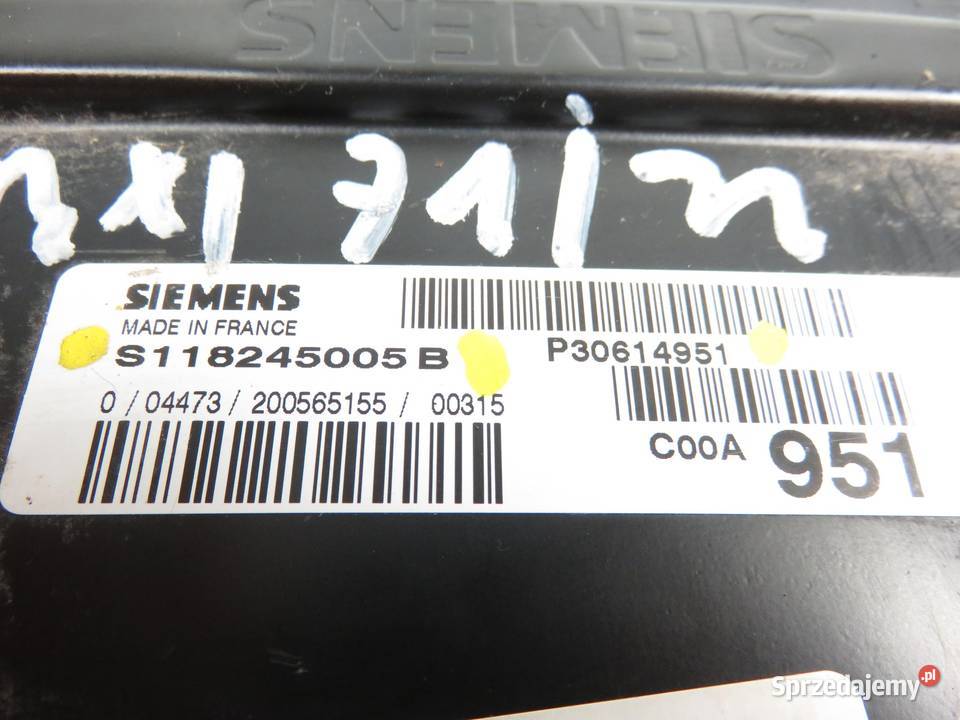 SIEMENS
SIEMENS
MADE IN FRANCE
S118245005 B
P30614951
0 / 04473 / 200565155 / 00315
C00A 951
Sprzedajemy.pl